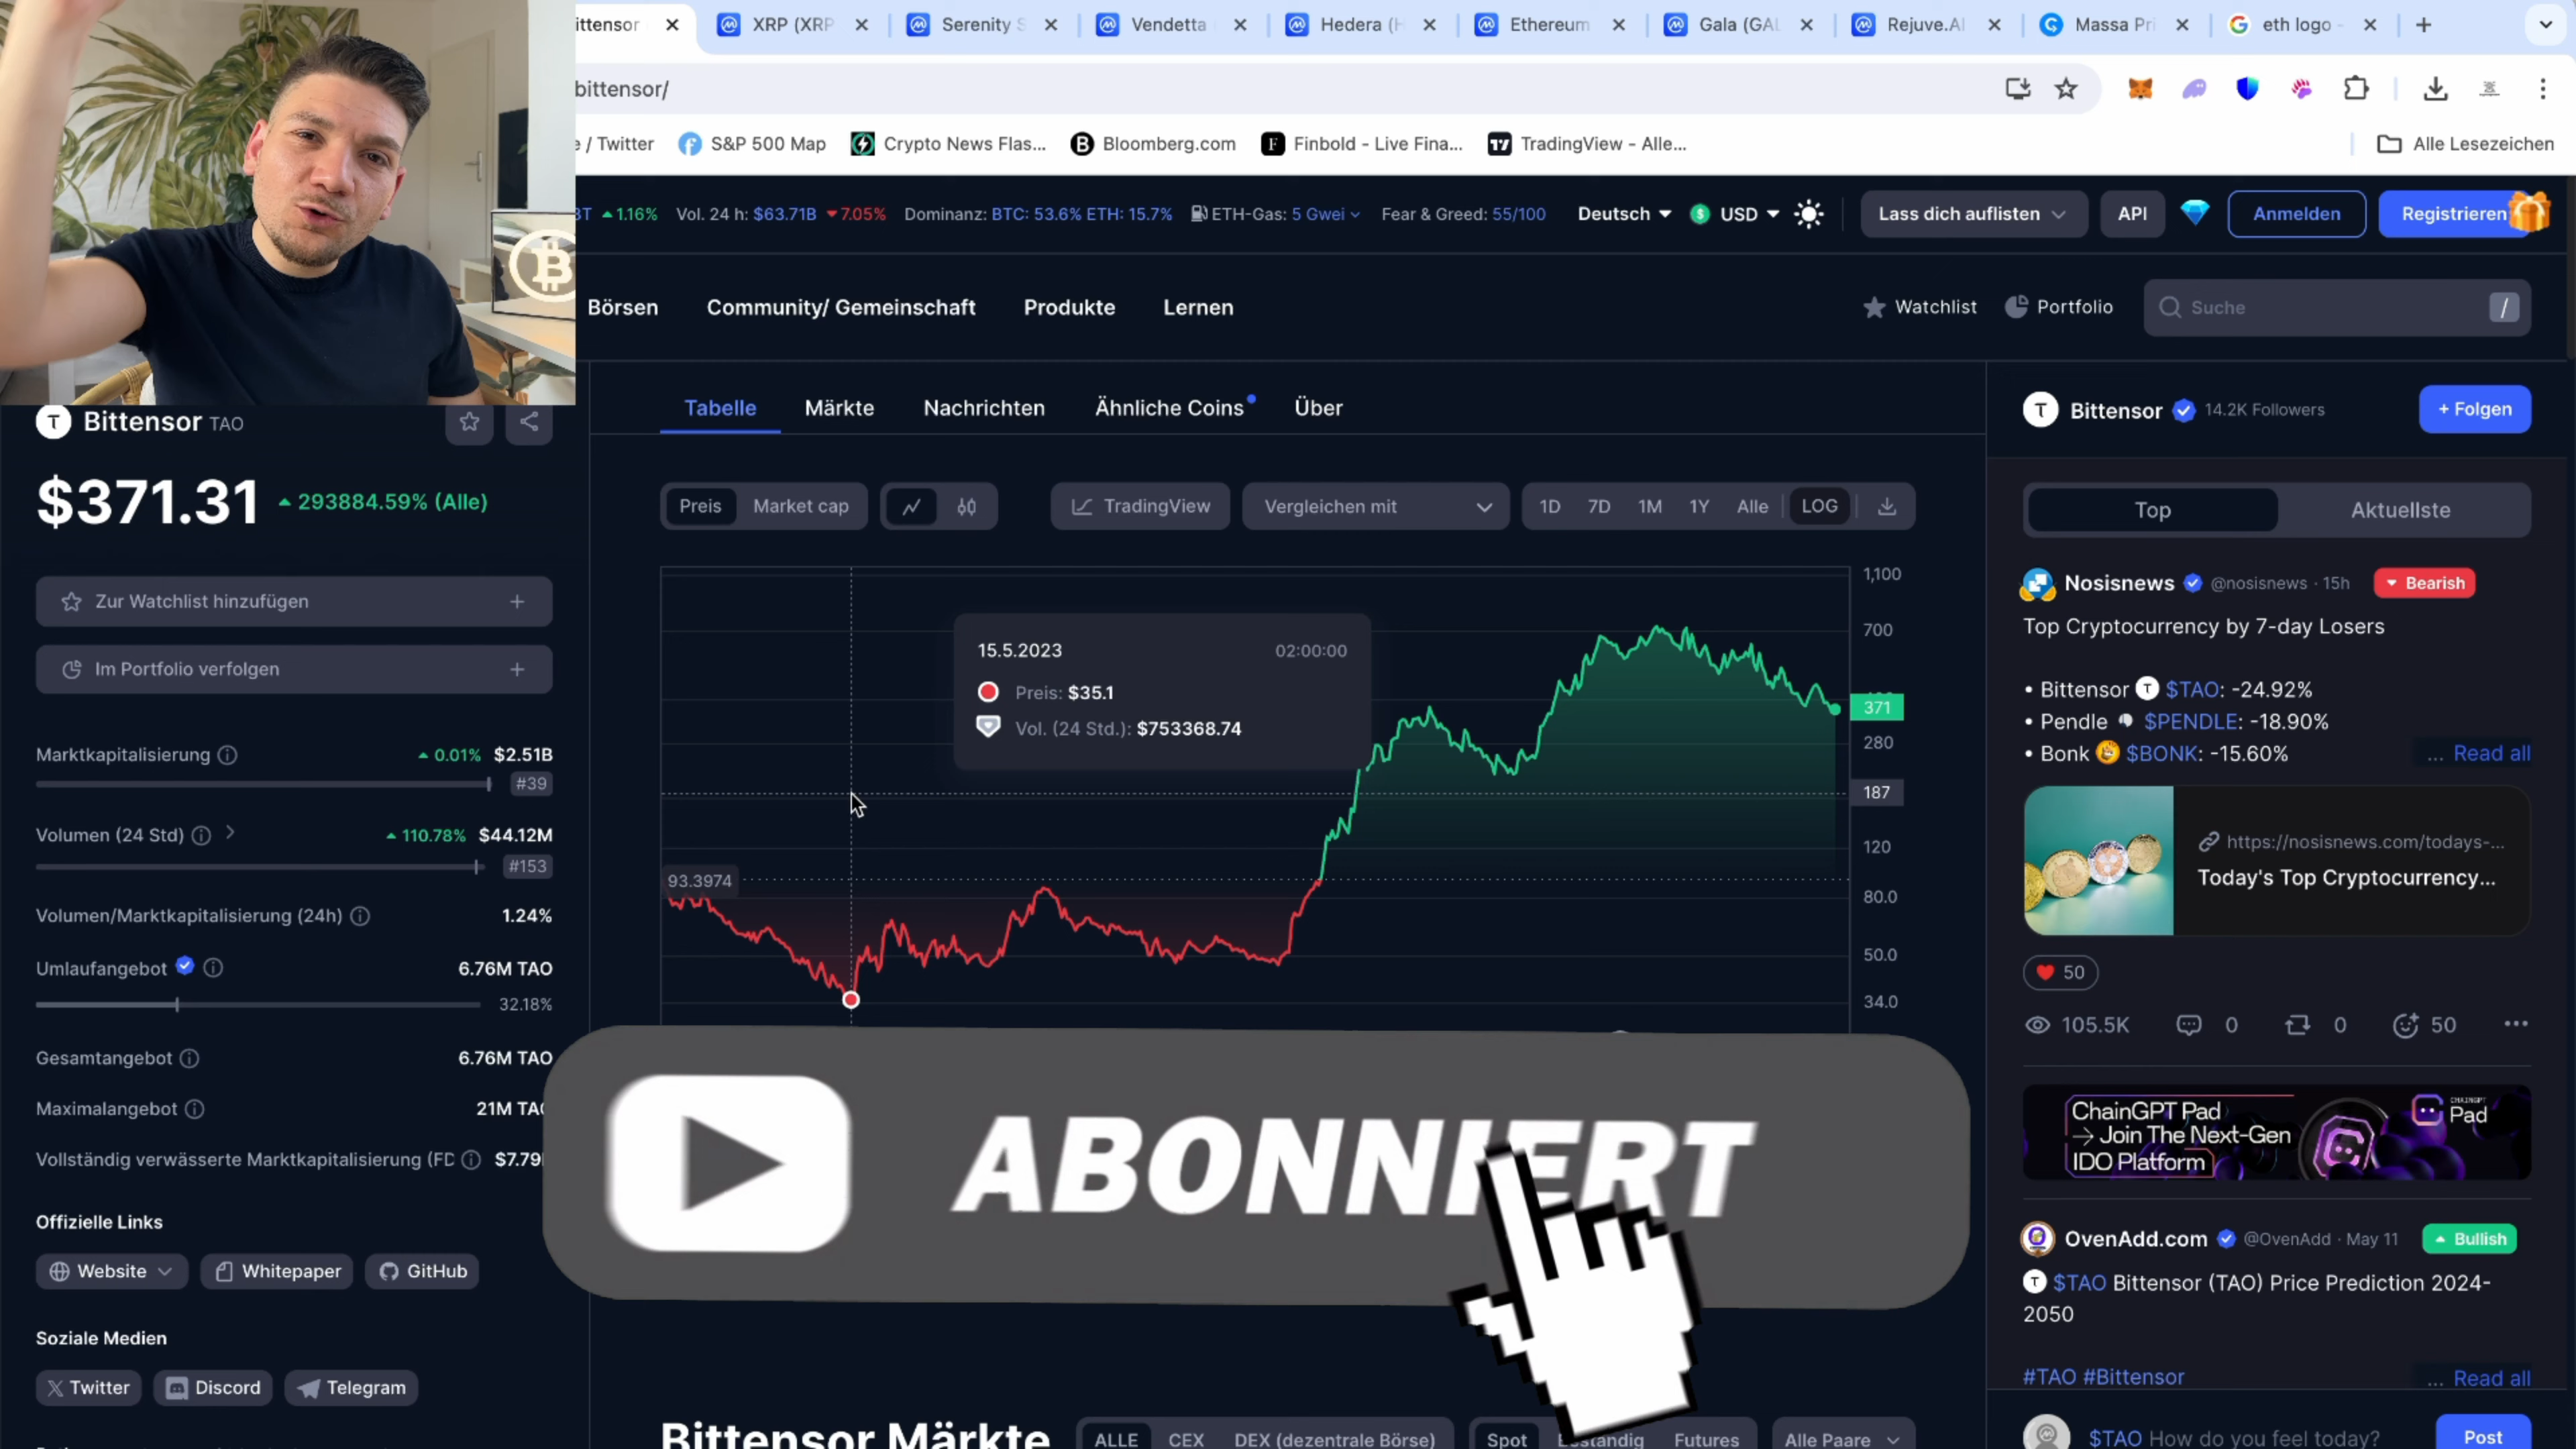 ittensor
XRP (XRP
Serenity S
Vendetta
Hedera (H
Ethereum
Gala (GAL
Rejuve.AI
Massa Pri
eth logo -
bittensor/
e / Twitter
S&P 500 Map
Crypto News Flas...
Bloomberg.com
Finbold - Live Fina...
TradingView - Alle...
Alle Lesezeichen
1.16% Vol. 24 h: $63.71B 7.05% Dominanz: BTC: 53.6% ETH: 15.7% ETH-Gas: 5 Gwei Fear & Greed: 55/100
Deutsch
USD
Lass dich auflisten
API
Anmelden
Registrieren
Börsen
Community/ Gemeinschaft
Produkte
Lernen
Watchlist
Portfolio
Suche
/
Bittensor TAO
$371.31 293884.59% (Alle)
Zur Watchlist hinzufügen
Im Portfolio verfolgen
Marktkapitalisierung 0.01% $2.51B
#39
Volumen (24 Std) 110.78% $44.12M
#153
Volumen/Marktkapitalisierung (24h) 1.24%
Umlaufangebot 6.76M TAO
32.18%
Gesamtangebot 6.76M TAO
Maximalangebot 21M TAO
Vollständig verwässerte Marktkapitalisierung (FD $7.79
Offizielle Links
Website
Whitepaper
GitHub
Soziale Medien
Twitter
Discord
Telegram
Tabelle
Märkte
Nachrichten
Ähnliche Coins
Über
Preis
Market cap
TradingView
Vergleichen mit
1D 7D 1M 1Y Alle LOG
15.5.2023 02:00:00
Preis: $35.1
Vol. (24 Std.): $753368.74
93.3974
1,100
700
371
280
187
120
80.0
50.0
34.0
ABONNIERT
Bittensor Märkte
ALLE
CEX
DEX (dezentrale Börse)
Spot
Futures
Alle Paare
Bittensor 14.2K Followers
+ Folgen
Top
Aktuellste
Nosisnews @nosisnews · 15h
Bearish
Top Cryptocurrency by 7-day Losers
• Bittensor $TAO: -24.92%
• Pendle $PENDLE: -18.90%
• Bonk $BONK: -15.60%
... Read all
https://nosisnews.com/todays-...
Today's Top Cryptocurrency...
50
105.5K 0 0 50
ChainGPT Pad
→ Join The Next-Gen
IDO Platform
CHAINGPT
Pad
OvenAdd.com @OvenAdd · May 11
Bullish
$TAO Bittensor (TAO) Price Prediction 2024-
2050
#TAO #Bittensor
... Read all
$TAO How do you feel today?
Post